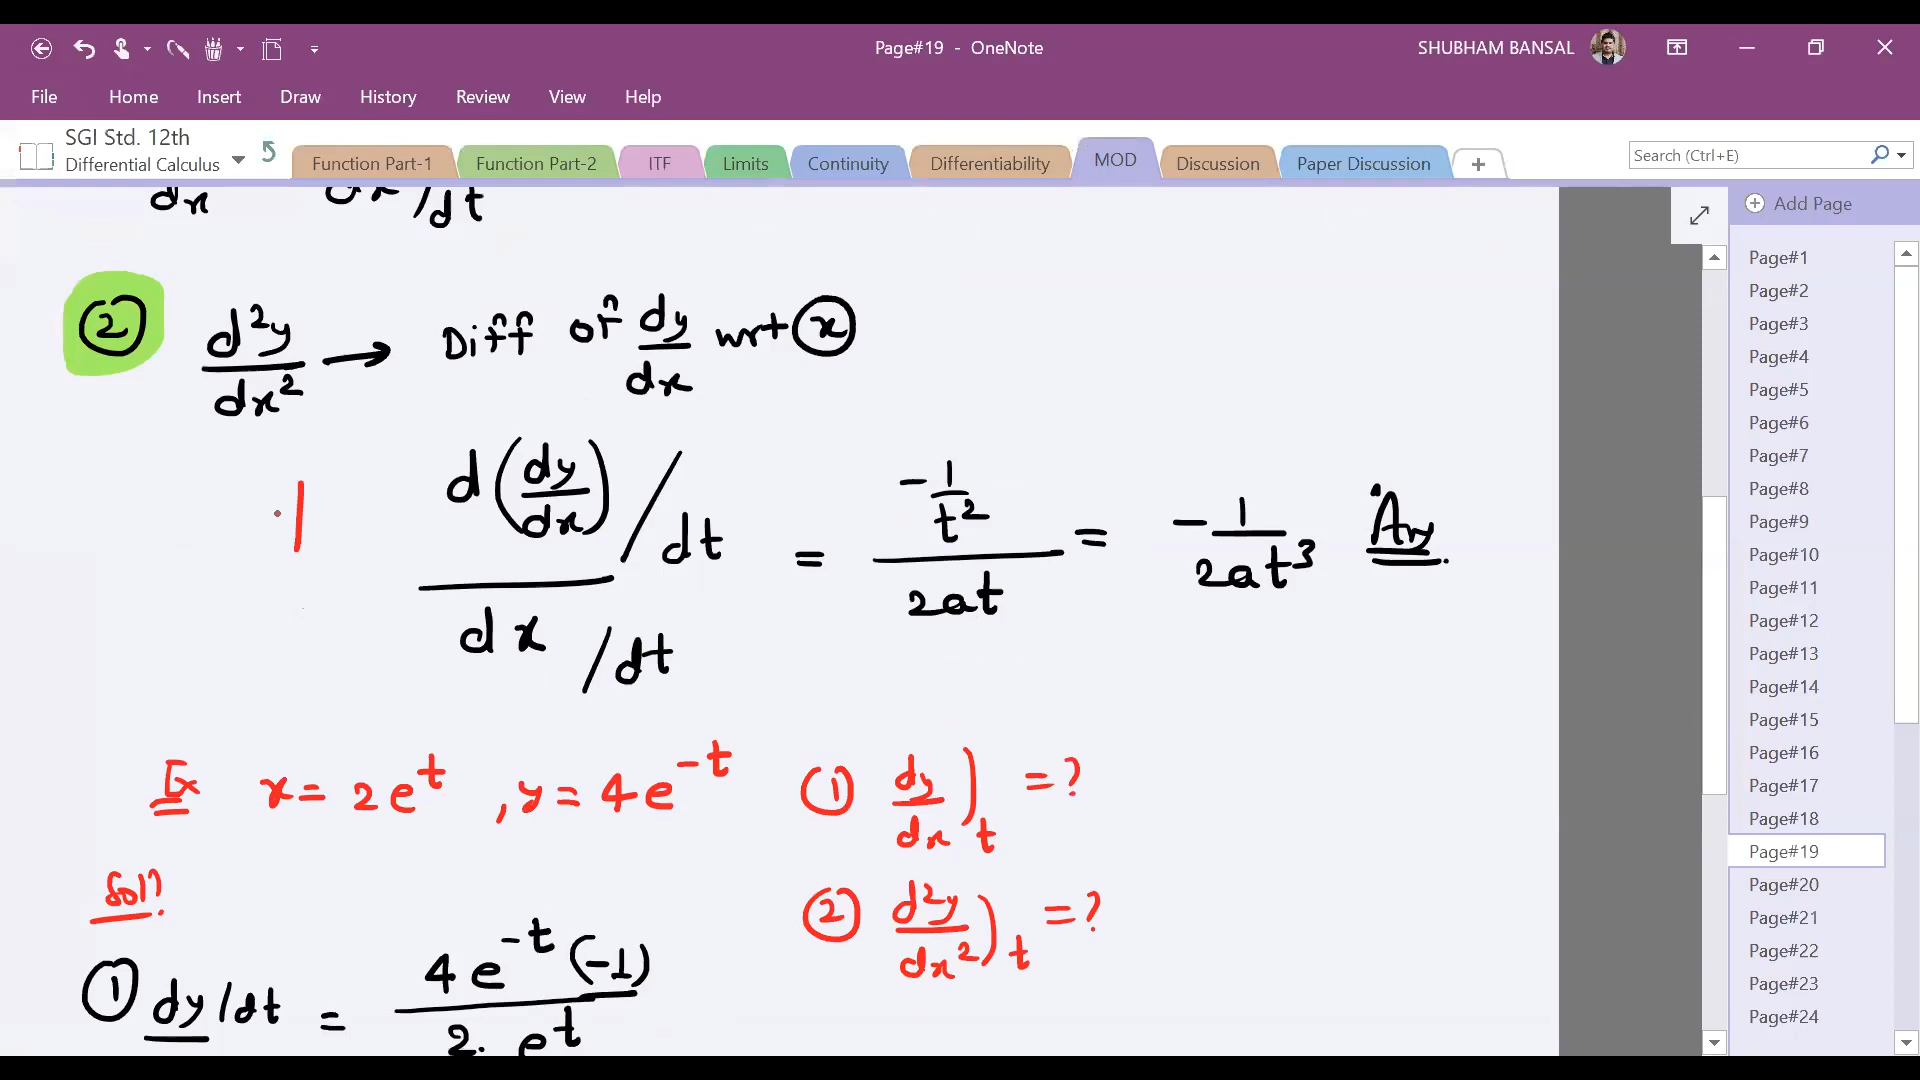 Page#19 - OneNote
SHUBHAM BANSAL
File Home Insert Draw History Review View Help
SGI Std. 12th
Differential Calculus
Function Part-1 Function Part-2 ITF Limits Continuity Differentiability MOD Discussion Paper Discussion +
Search (Ctrl+E)
Add Page
Page#1
Page#2
Page#3
Page#4
Page#5
Page#6
Page#7
Page#8
Page#9
Page#10
Page#11
Page#12
Page#13
Page#14
Page#15
Page#16
Page#17
Page#18
Page#19
Page#20
Page#21
Page#22
Page#23
Page#24
dx dx/dt
② d²y/dx² → Diff of dy/dx wrt x
d(dy/dx)/dt / dx/dt = -1/t² / 2at = -1/2at³ Ans.
Ex x = 2e^t , y = 4e^-t ① dy/dx)t = ?
② d²y/dx²)t = ?
Solⁿ.
① dy/dt = 4e^-t(-1) / 2.e^t